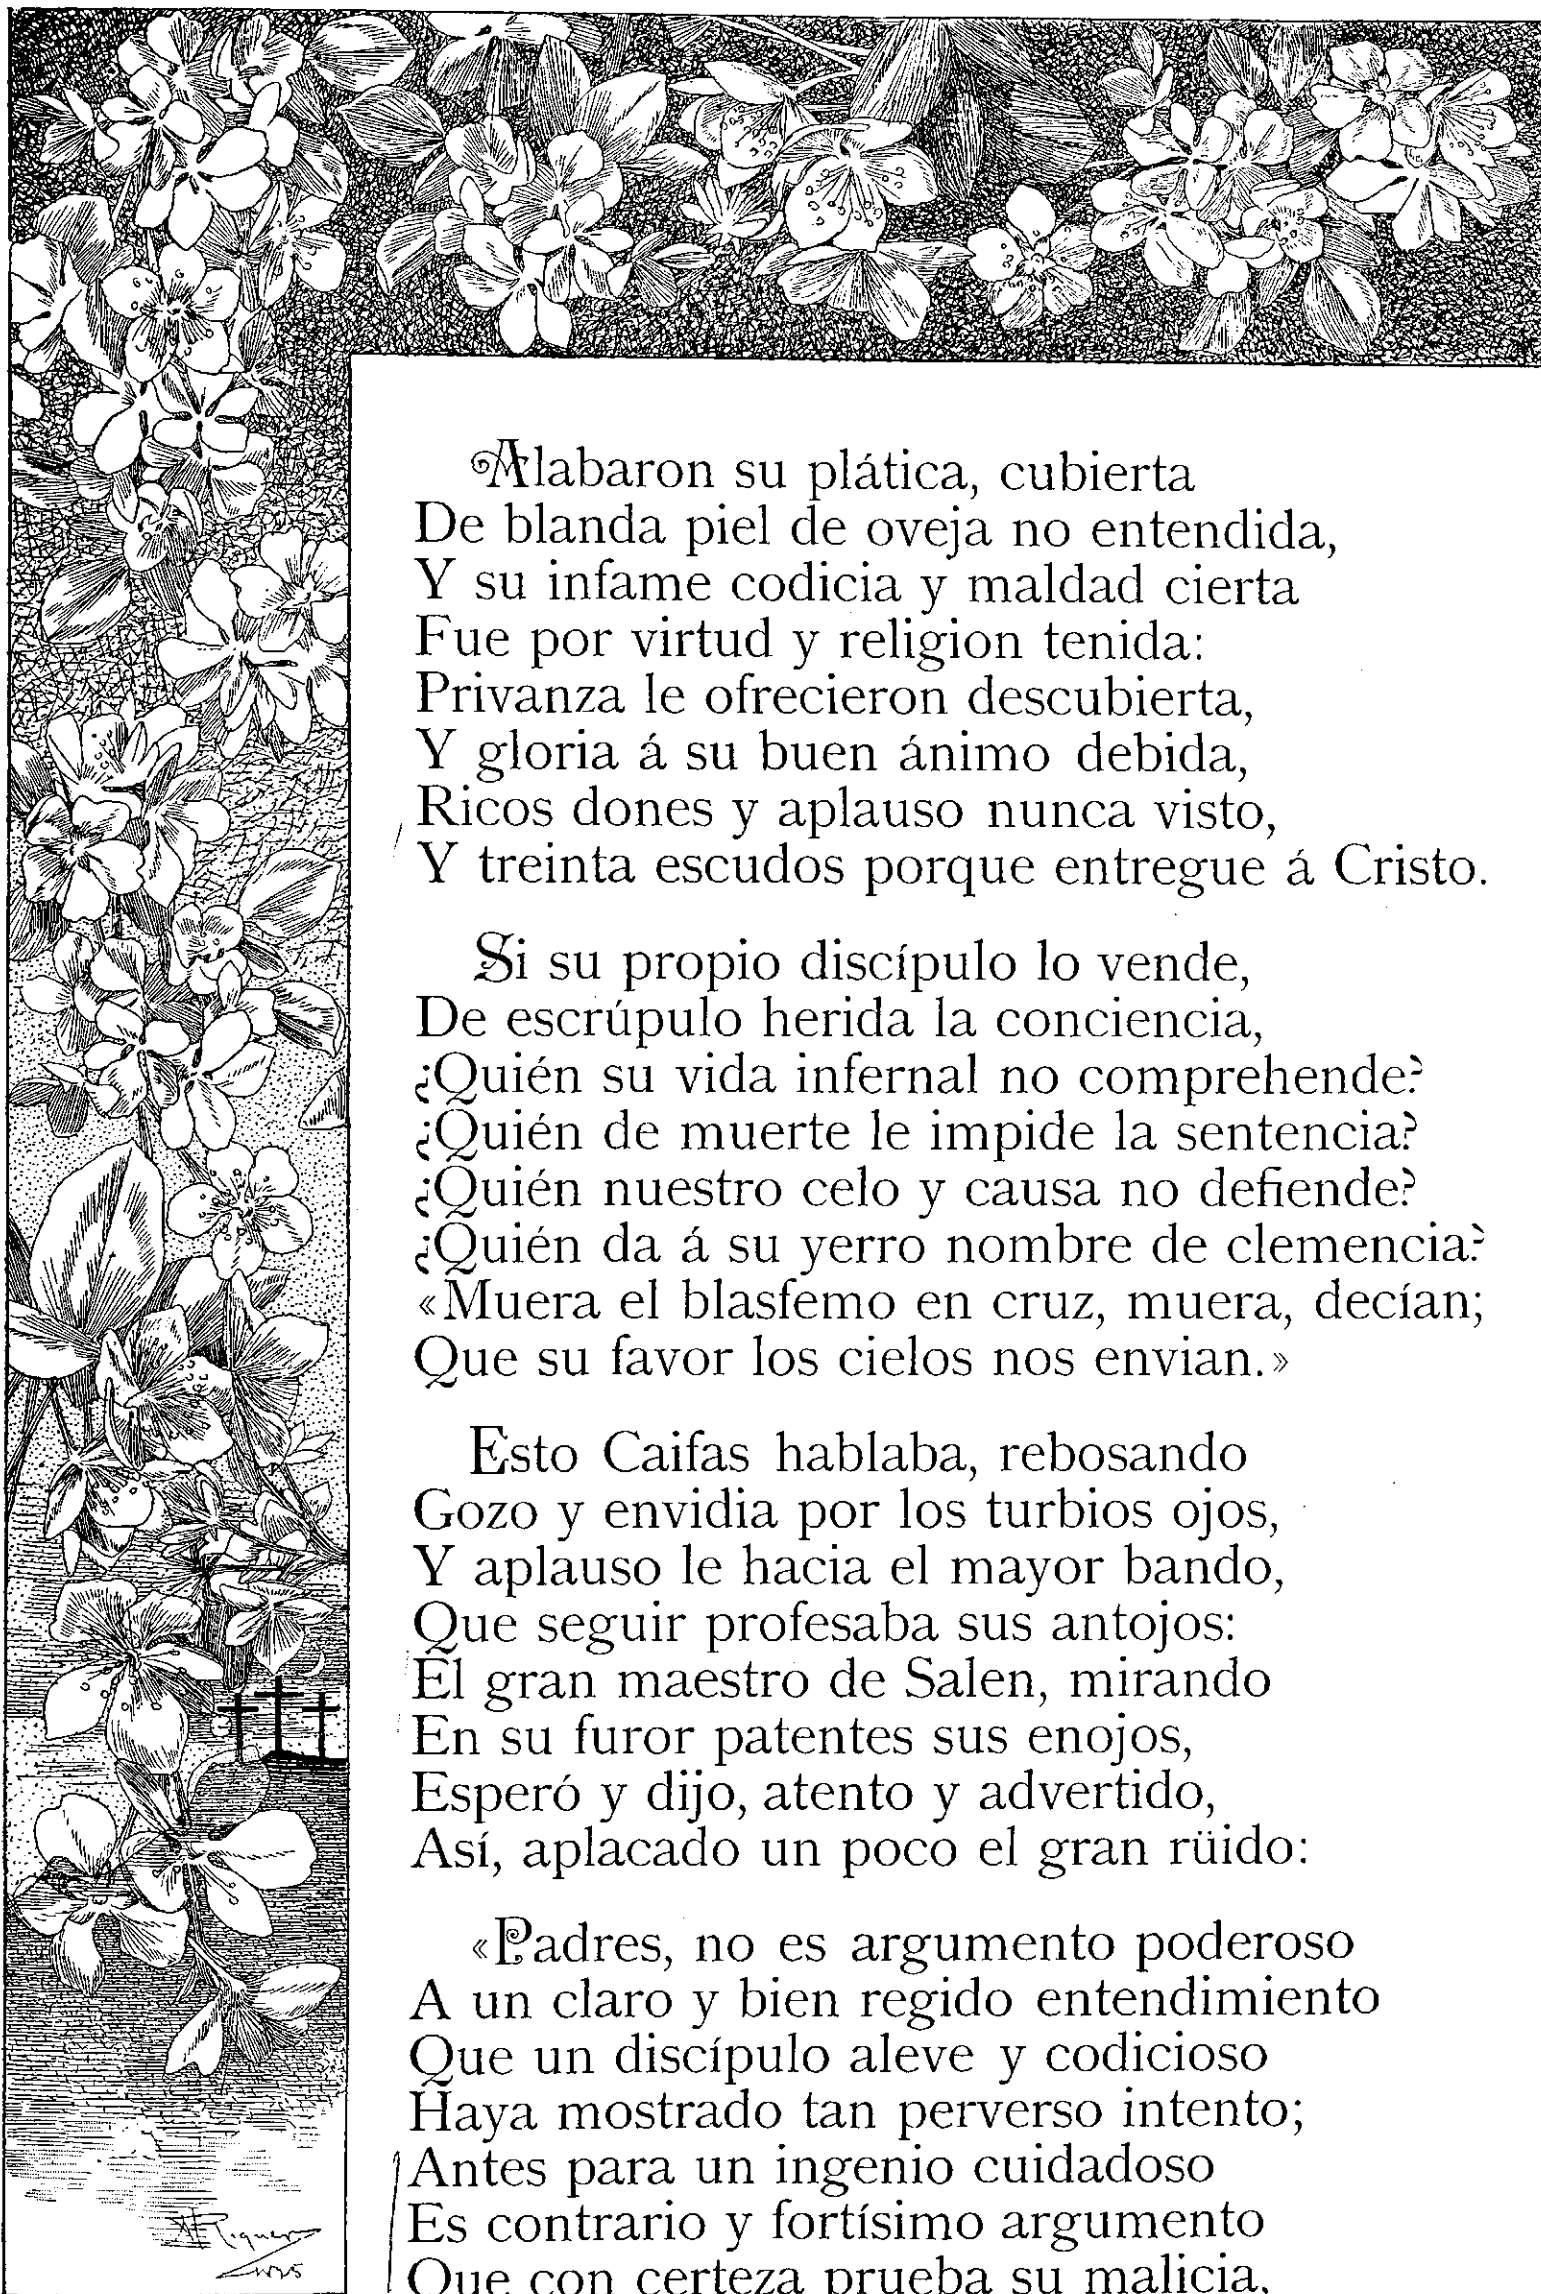 Alabaron su plática, cubierta
De blanda piel de oveja no entendida,
Y su infame codicia y maldad cierta
Fue por virtud y religion tenida:
Privanza le ofrecieron descubierta,
Y gloria á su buen ánimo debida,
Ricos dones y aplauso nunca visto,
Y treinta escudos porque entregue á Cristo.
Si su propio discípulo lo vende,
De escrúpulo herida la conciencia,
¿Quién su vida infernal no comprehende?
¿Quién de muerte le impide la sentencia?
¿Quién nuestro celo y causa no defiende?
¿Quién da á su yerro nombre de clemencia?
«Muera el blasfemo en cruz, muera, decían;
Que su favor los cielos nos envian.»
Esto Caifas hablaba, rebosando
Gozo y envidia por los turbios ojos,
Y aplauso le hacia el mayor bando,
Que seguir profesaba sus antojos:
El gran maestro de Salen, mirando
En su furor patentes sus enojos,
Esperó y dijo, atento y advertido,
Así, aplacado un poco el gran rüido:
«Padres, no es argumento poderoso
A un claro y bien regido entendimiento
Que un discípulo aleve y codicioso
Haya mostrado tan perverso intento;
Antes para un ingenio cuidadoso
Es contrario y fortísimo argumento
Que con certeza prueba su malicia,
Riquer